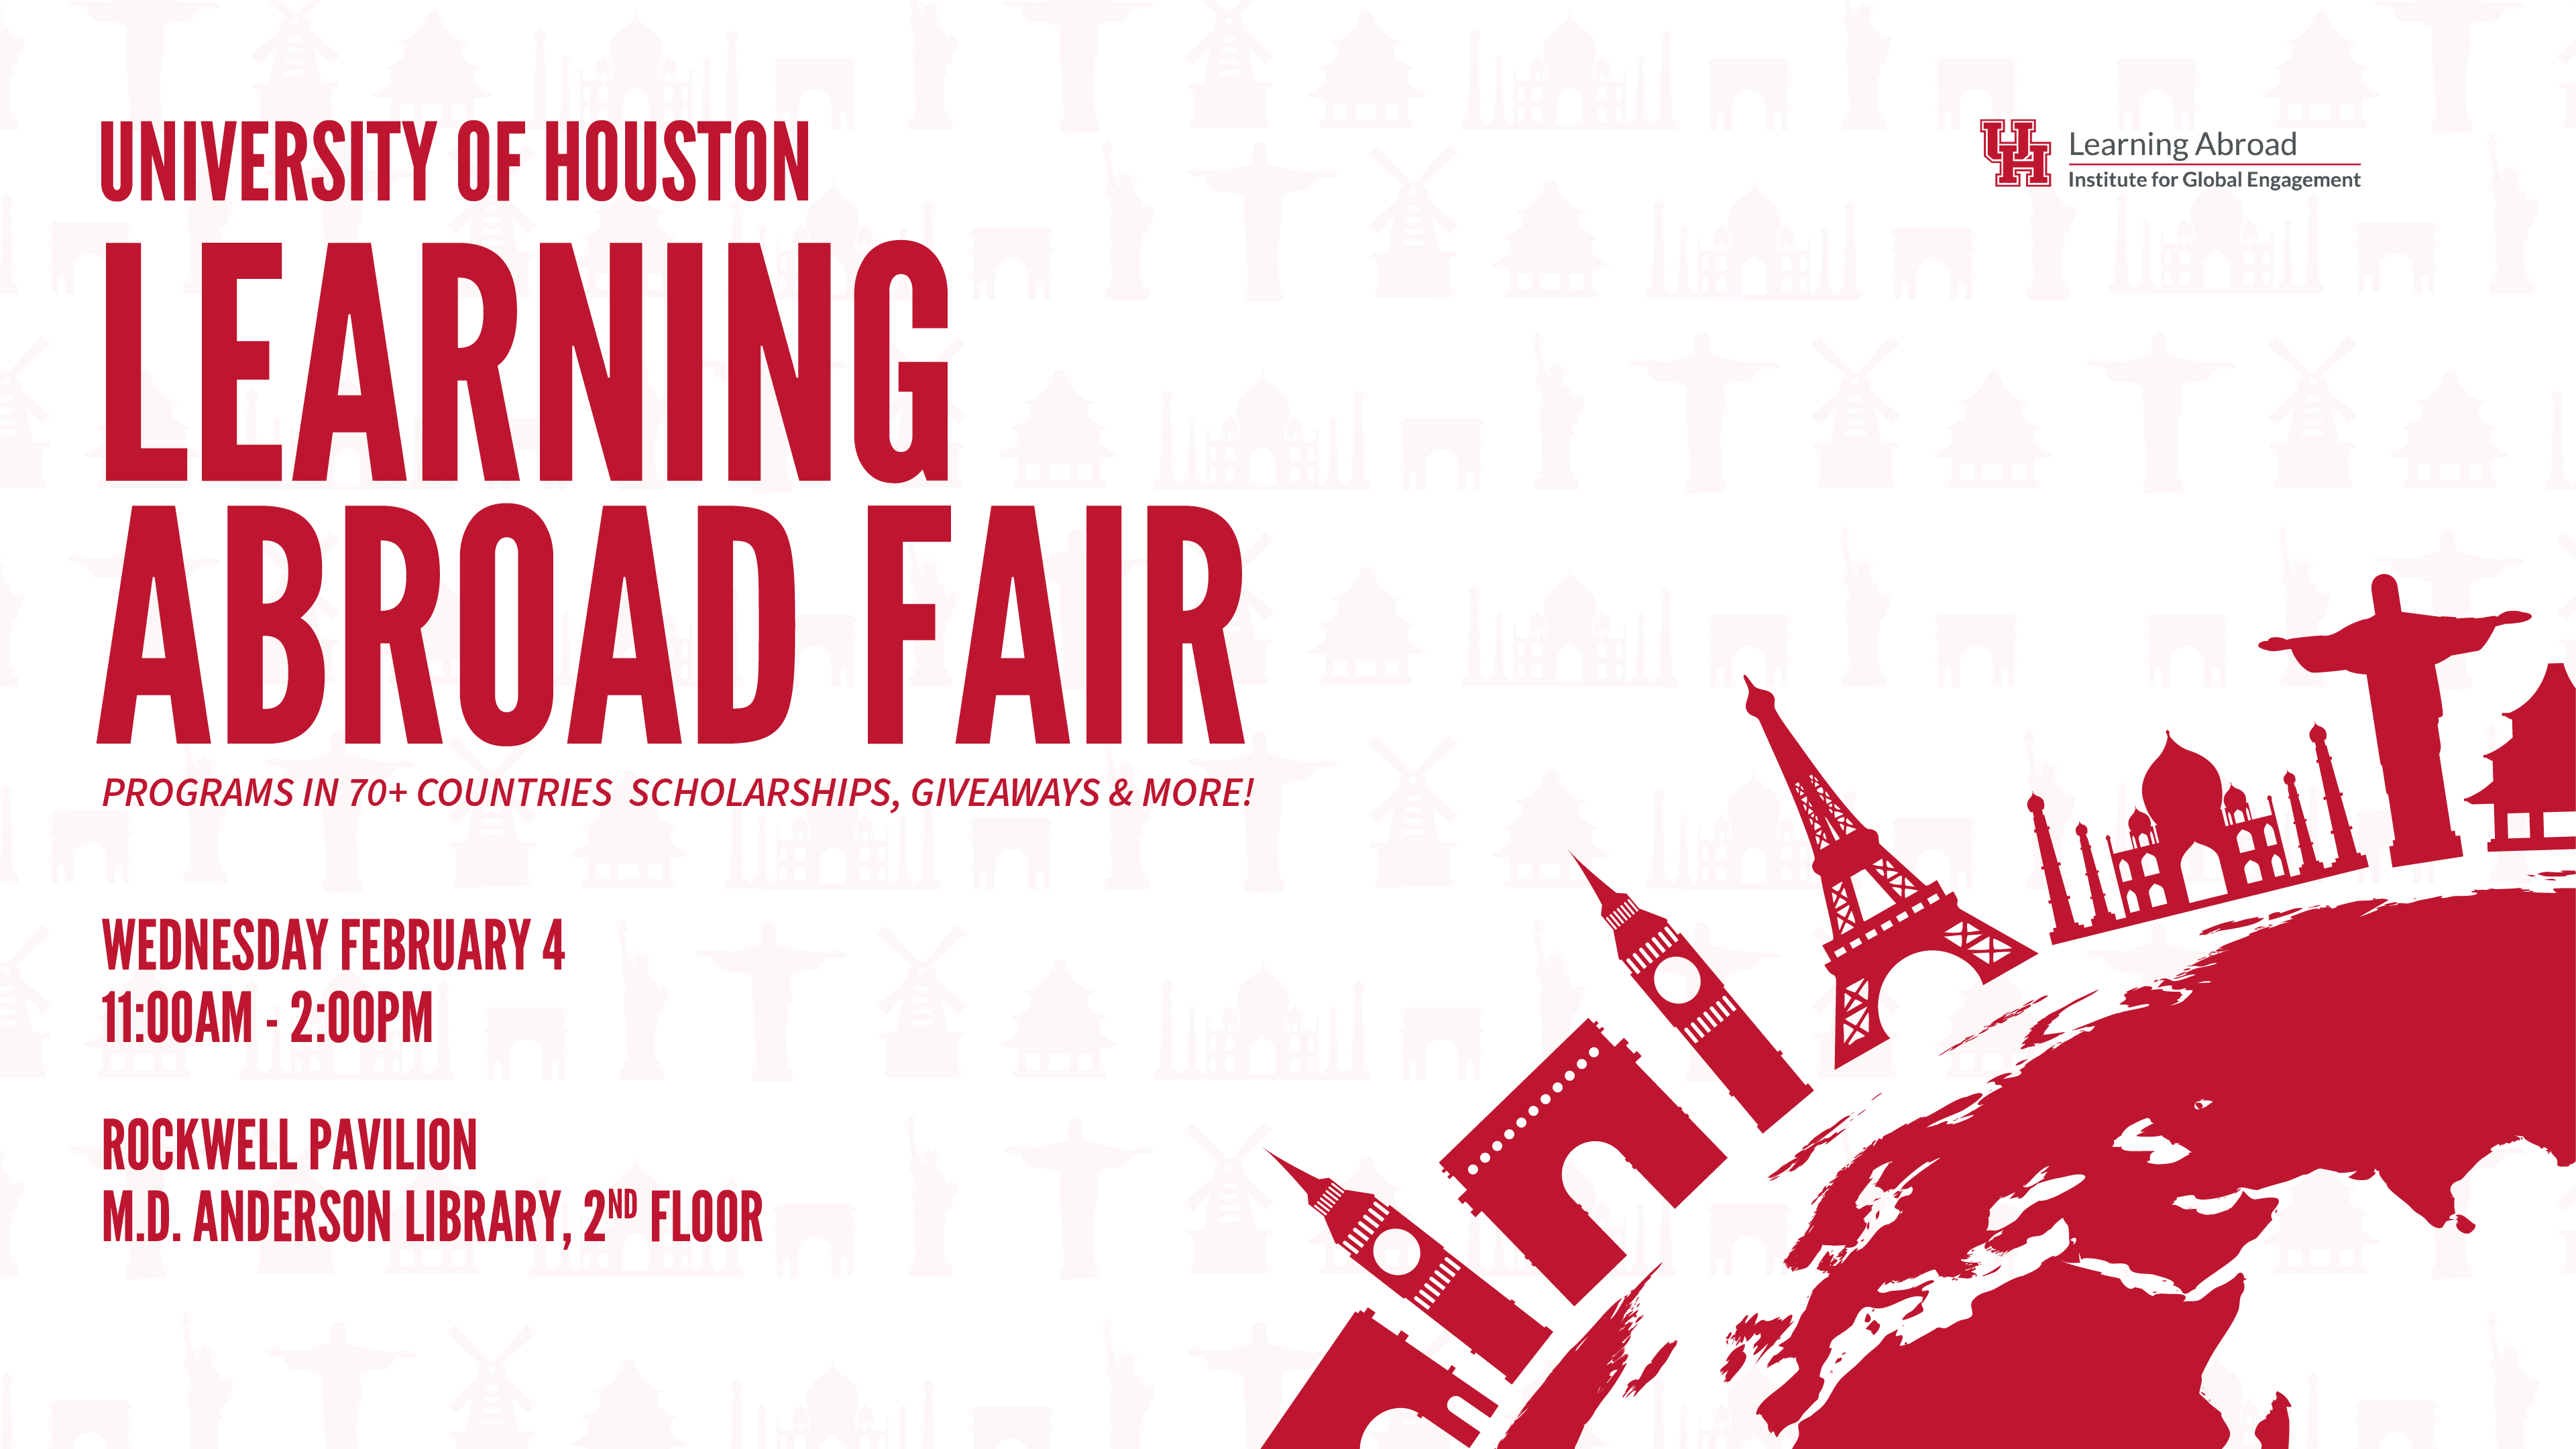 UNIVERSITY OF HOUSTON
LEARNING
ABROAD FAIR
PROGRAMS IN 70+ COUNTRIES  SCHOLARSHIPS, GIVEAWAYS & MORE!
WEDNESDAY FEBRUARY 4
11:00AM - 2:00PM
ROCKWELL PAVILION
M.D. ANDERSON LIBRARY, 2ND FLOOR
UH
Learning Abroad
Institute for Global Engagement